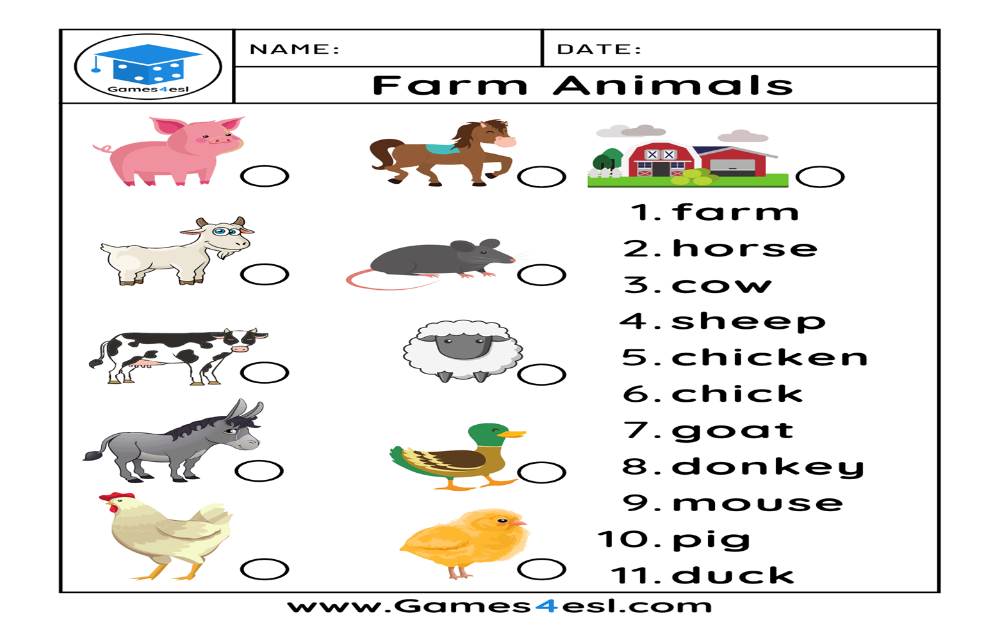 NAME:
DATE:
Games4esl
Farm Animals
1. farm
2. horse
3. cow
4. sheep
5. chicken
6. chick
7. goat
8. donkey
9. mouse
10. pig
11. duck
www.Games4esl.com